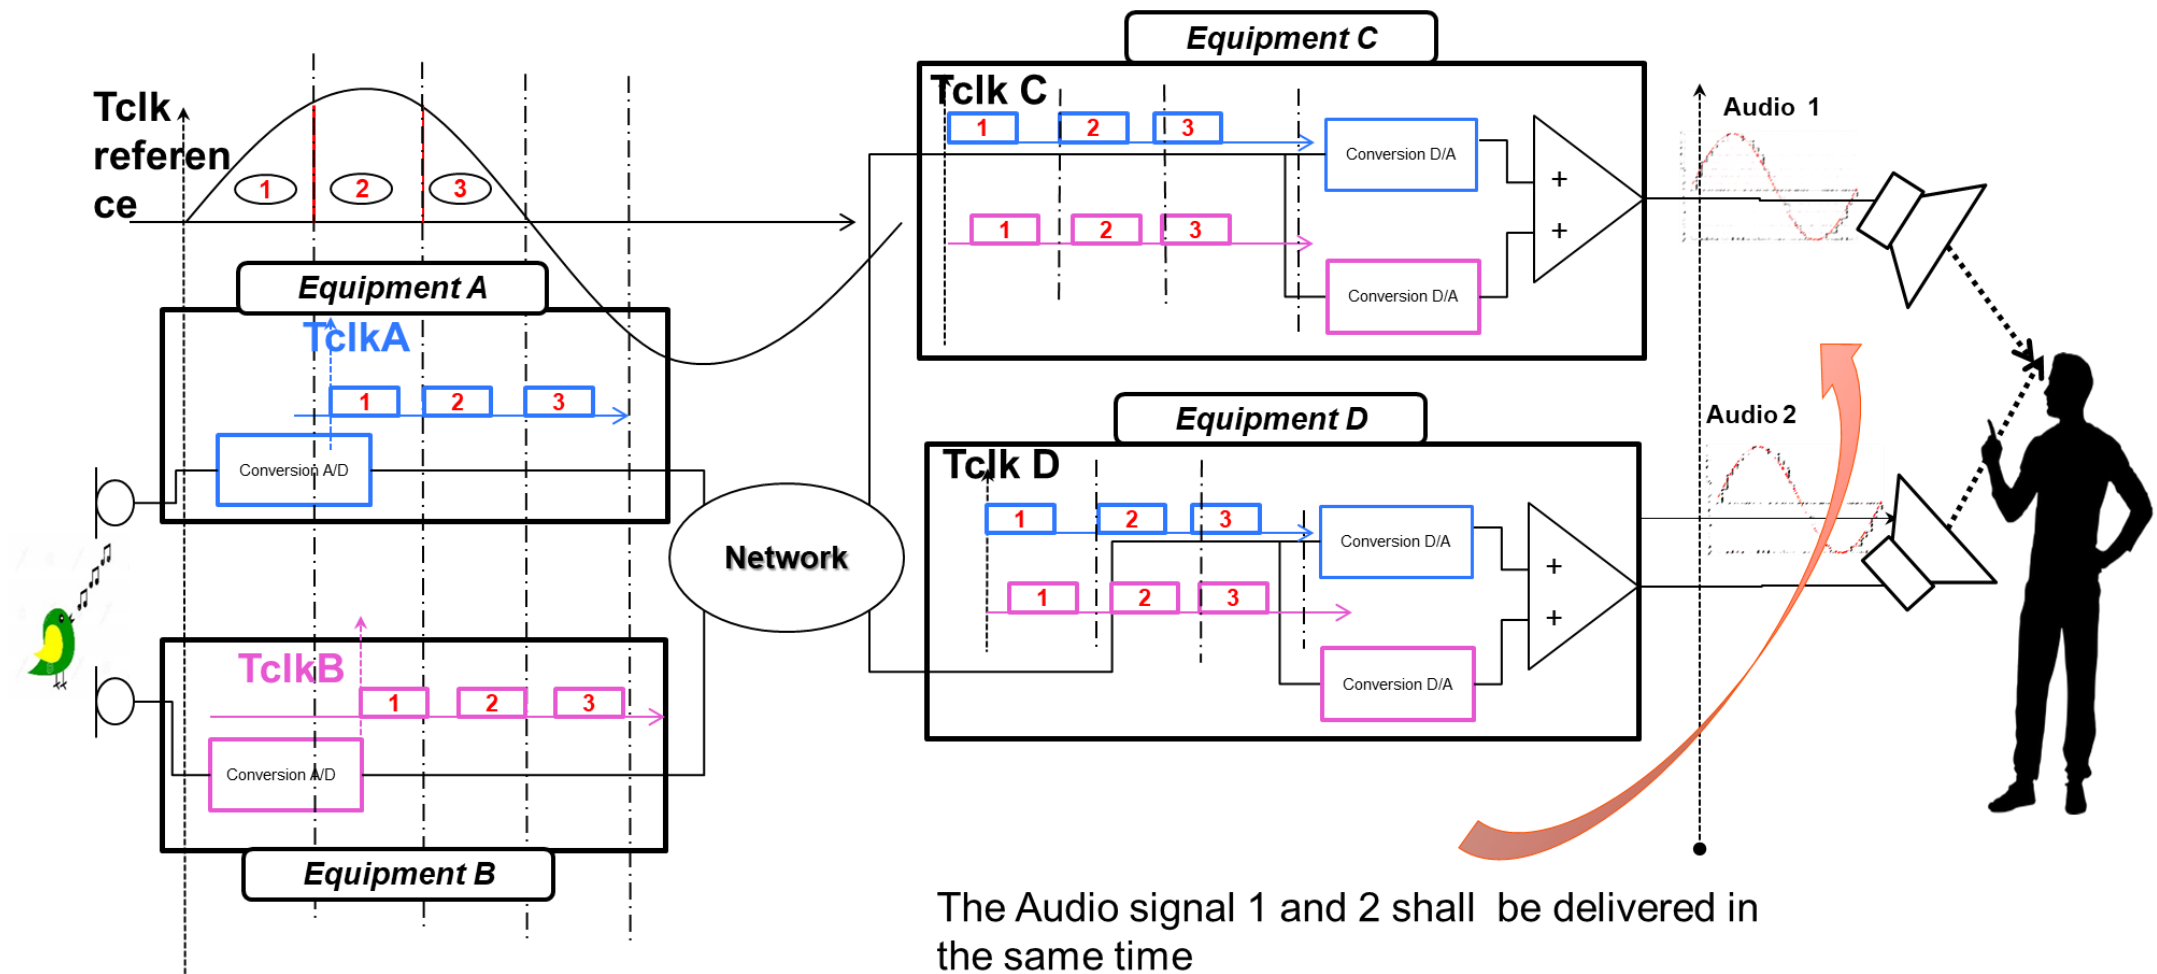 Tclk
referen
ce
1
2
3
Equipment A
TclkA
1
2
3
Conversion A/D
TclkB
1
2
3
Conversion A/D
Equipment B
Network
Equipment C
Tclk C
1
2
3
Conversion D/A
+
+
1
2
3
Conversion D/A
Equipment D
Tclk D
1
2
3
Conversion D/A
+
+
1
2
3
Conversion D/A
Audio 1
Audio 2
The Audio signal 1 and 2 shall be delivered in
the same time